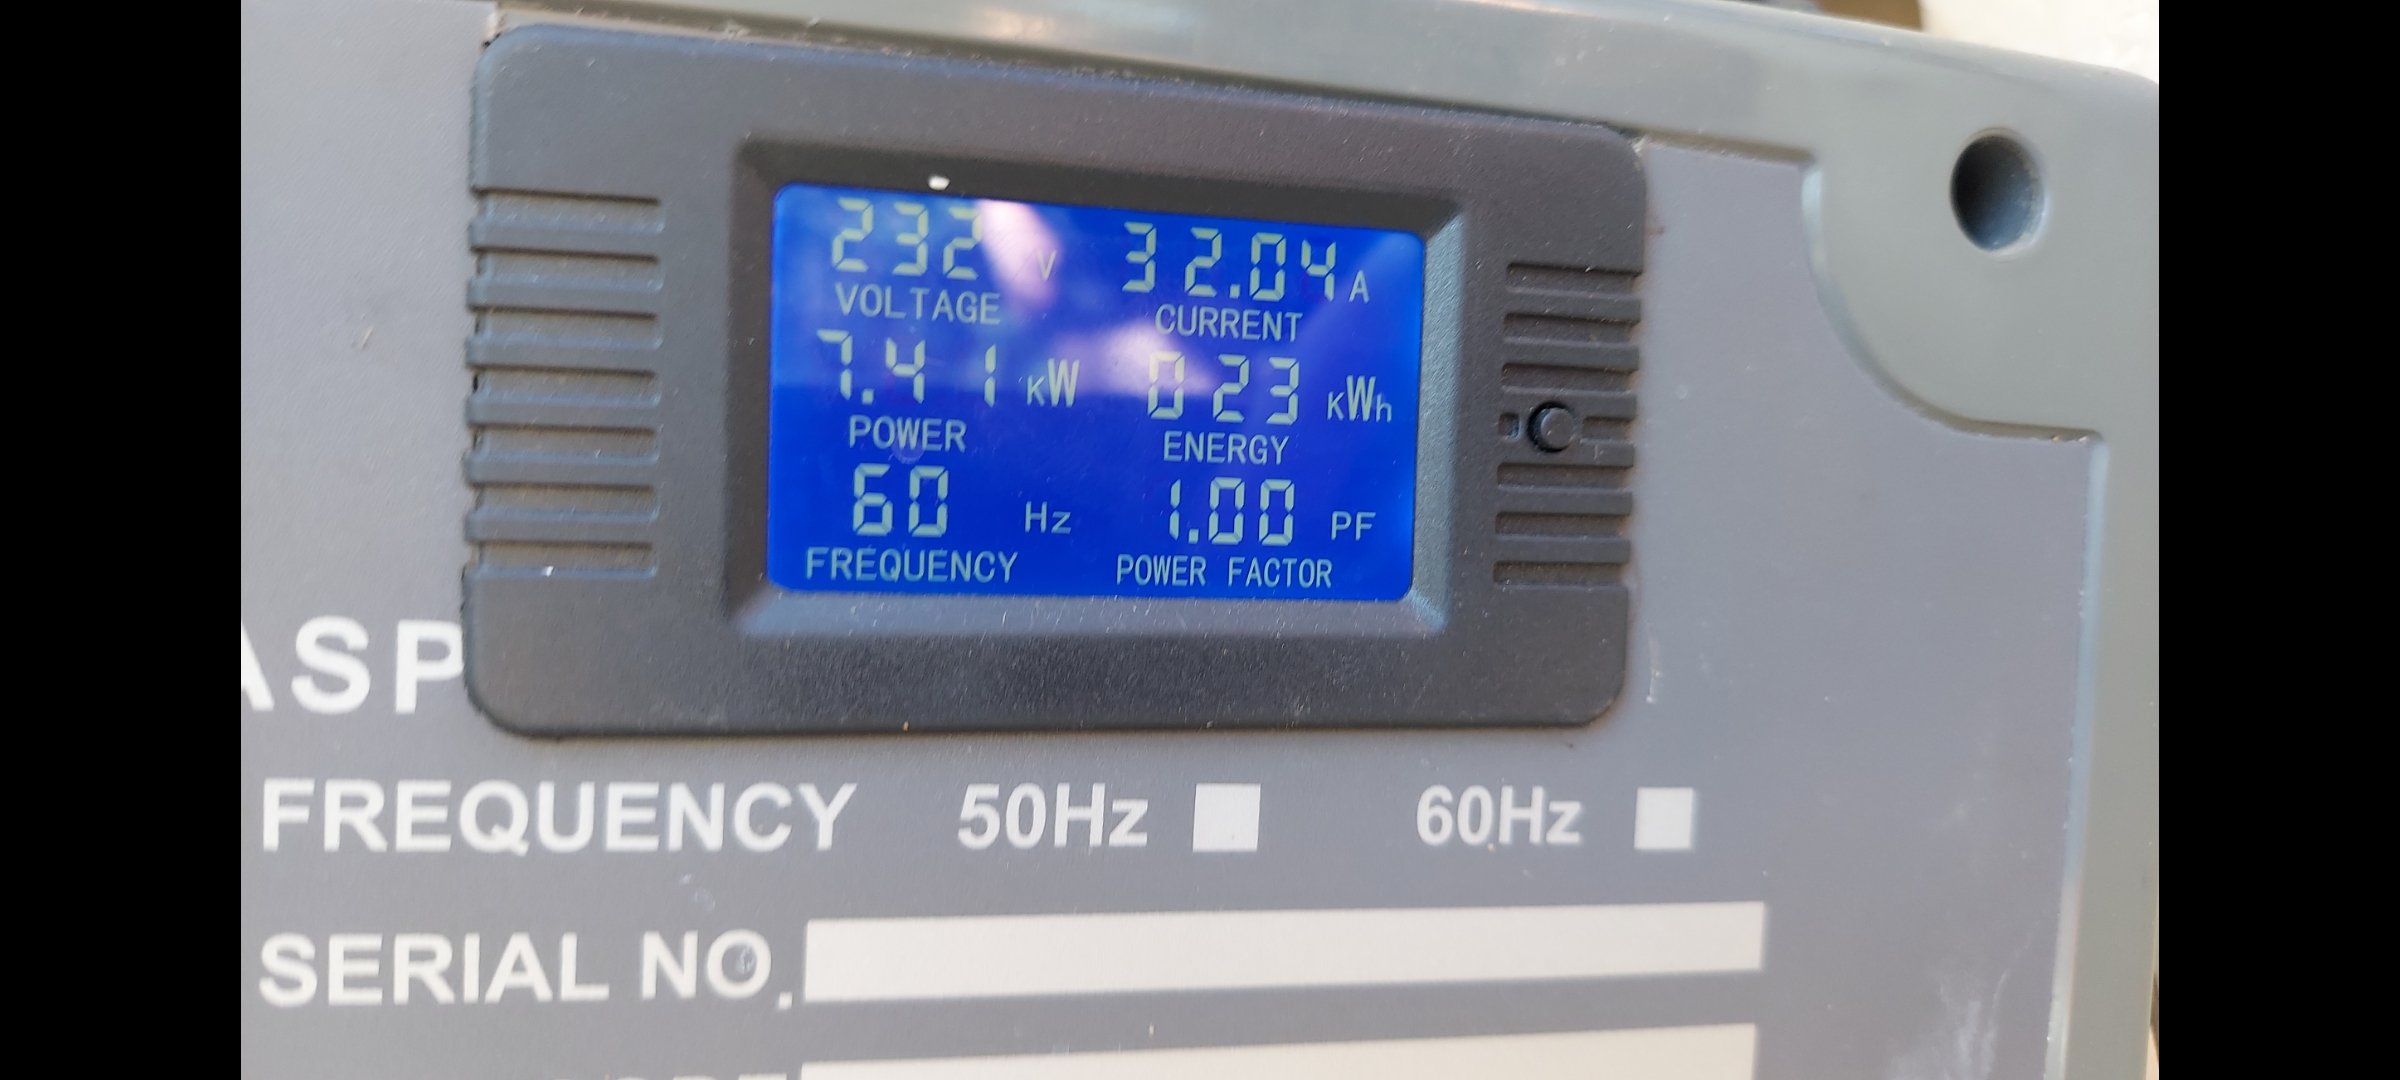 232 V 32.04 A
VOLTAGE CURRENT
7.41 kW 023 kWh
POWER ENERGY
60 Hz 1.00 PF
FREQUENCY POWER FACTOR
ASP
FREQUENCY 50Hz 60Hz
SERIAL NO.